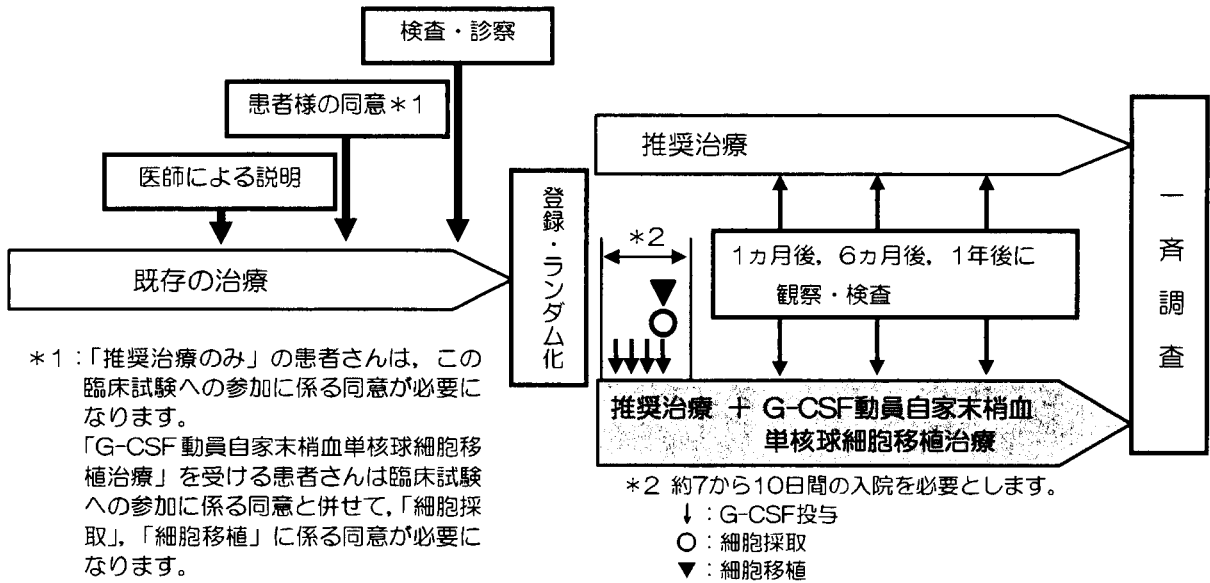 検査・診察
患者様の同意＊1
医師による説明
既存の治療
登録・ランダム化
推奨治療
＊2
1ヵ月後，6ヵ月後，1年後に
観察・検査
推奨治療 ＋ G-CSF動員自家末梢血
単核球細胞移植治療
一斉調査
＊1：「推奨治療のみ」の患者さんは，この
臨床試験への参加に係る同意が必要に
なります。
「G-CSF動員自家末梢血単核球細胞移
植治療」を受ける患者さんは臨床試験
への参加に係る同意と併せて，「細胞採
取」，「細胞移植」に係る同意が必要に
なります。
＊2 約7から10日間の入院を必要とします。
↓：G-CSF投与
○：細胞採取
▼：細胞移植